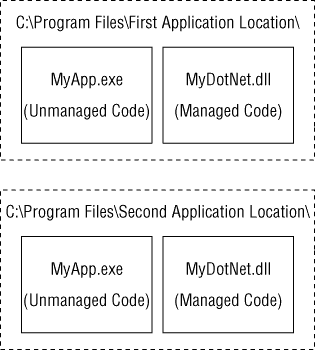 C:\Program Files\First Application Location\
MyApp.exe
(Unmanaged Code)
MyDotNet.dll
(Managed Code)
C:\Program Files\Second Application Location\
MyApp.exe
(Unmanaged Code)
MyDotNet.dll
(Managed Code)